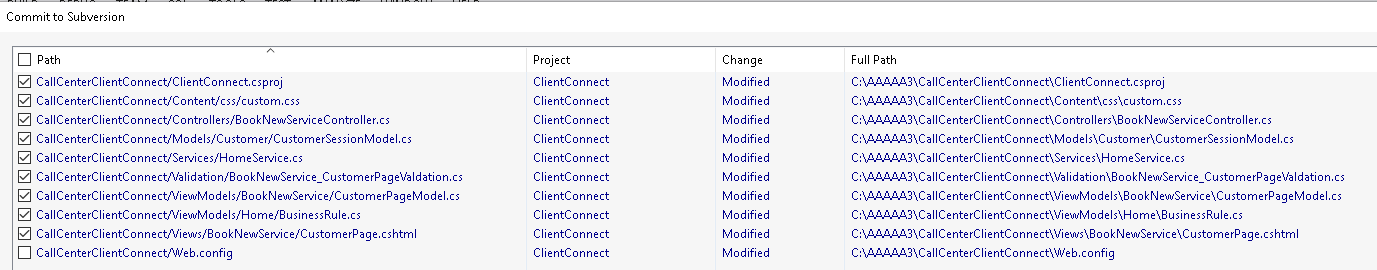 Commit to Subversion
Path Project Change Full Path
CallCenterClientConnect/ClientConnect.csproj ClientConnect Modified C:\AAAAA3\CallCenterClientConnect\ClientConnect.csproj
CallCenterClientConnect/Content/css/custom.css ClientConnect Modified C:\AAAAA3\CallCenterClientConnect\Content\css\custom.css
CallCenterClientConnect/Controllers/BookNewServiceController.cs ClientConnect Modified C:\AAAAA3\CallCenterClientConnect\Controllers\BookNewServiceController.cs
CallCenterClientConnect/Models/Customer/CustomerSessionModel.cs ClientConnect Modified C:\AAAAA3\CallCenterClientConnect\Models\Customer\CustomerSessionModel.cs
CallCenterClientConnect/Services/HomeService.cs ClientConnect Modified C:\AAAAA3\CallCenterClientConnect\Services\HomeService.cs
CallCenterClientConnect/Validation/BookNewService_CustomerPageValdation.cs ClientConnect Modified C:\AAAAA3\CallCenterClientConnect\Validation\BookNewService_CustomerPageValdation.cs
CallCenterClientConnect/ViewModels/BookNewService/CustomerPageModel.cs ClientConnect Modified C:\AAAAA3\CallCenterClientConnect\ViewModels\BookNewService\CustomerPageModel.cs
CallCenterClientConnect/ViewModels/Home/BusinessRule.cs ClientConnect Modified C:\AAAAA3\CallCenterClientConnect\ViewModels\Home\BusinessRule.cs
CallCenterClientConnect/Views/BookNewService/CustomerPage.cshtml ClientConnect Modified C:\AAAAA3\CallCenterClientConnect\Views\BookNewService\CustomerPage.cshtml
CallCenterClientConnect/Web.config ClientConnect Modified C:\AAAAA3\CallCenterClientConnect\Web.config